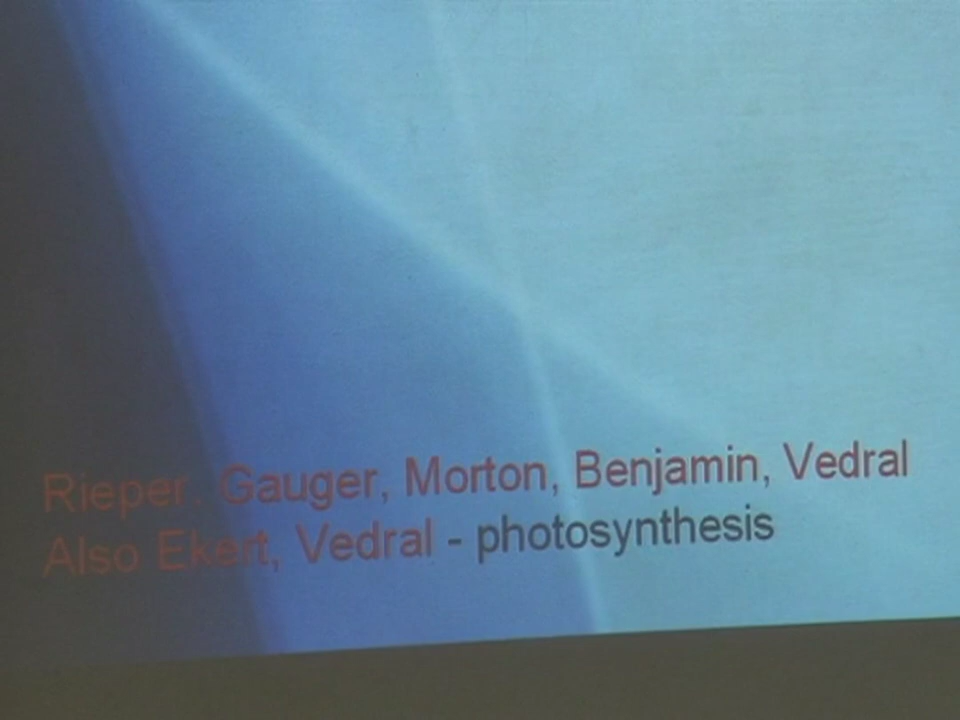 Rieper, Gauger, Morton, Benjamin, Vedral
Also Ekert, Vedral - photosynthesis